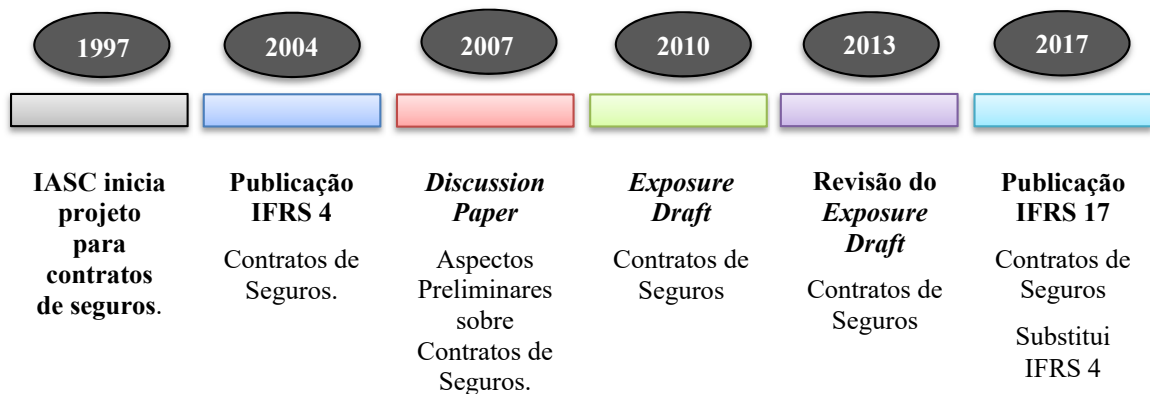 1997
2004
2007
2010
2013
2017
IASC inicia
projeto
para
contratos
de seguros.
Publicação
IFRS 4
Contratos de
Seguros.
Discussion
Paper
Aspectos
Preliminares
sobre
Contratos de
Seguros.
Exposure
Draft
Contratos de
Seguros
Revisão do
Exposure
Draft
Contratos de
Seguros
Publicação
IFRS 17
Contratos de
Seguros
Substitui
IFRS 4